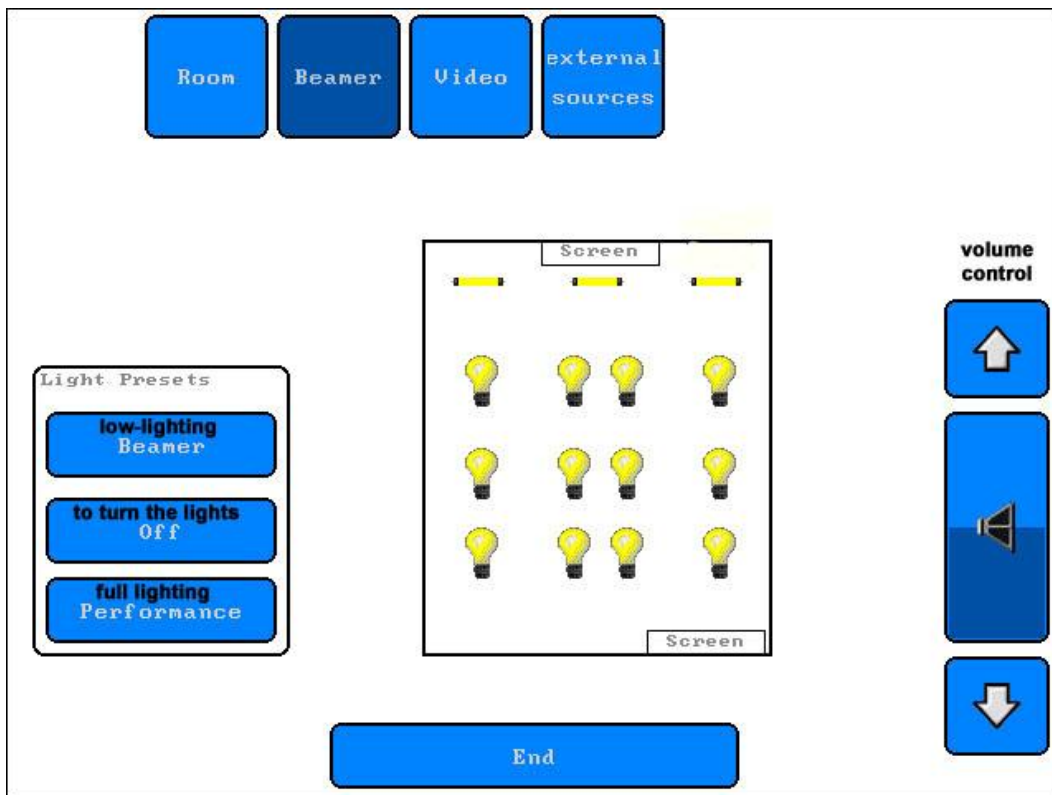 Room
Beamer
Video
external
sources
Screen
volume
control
Light Presets
low-lighting
Beamer
to turn the lights
Off
full lighting
Performance
Screen
End